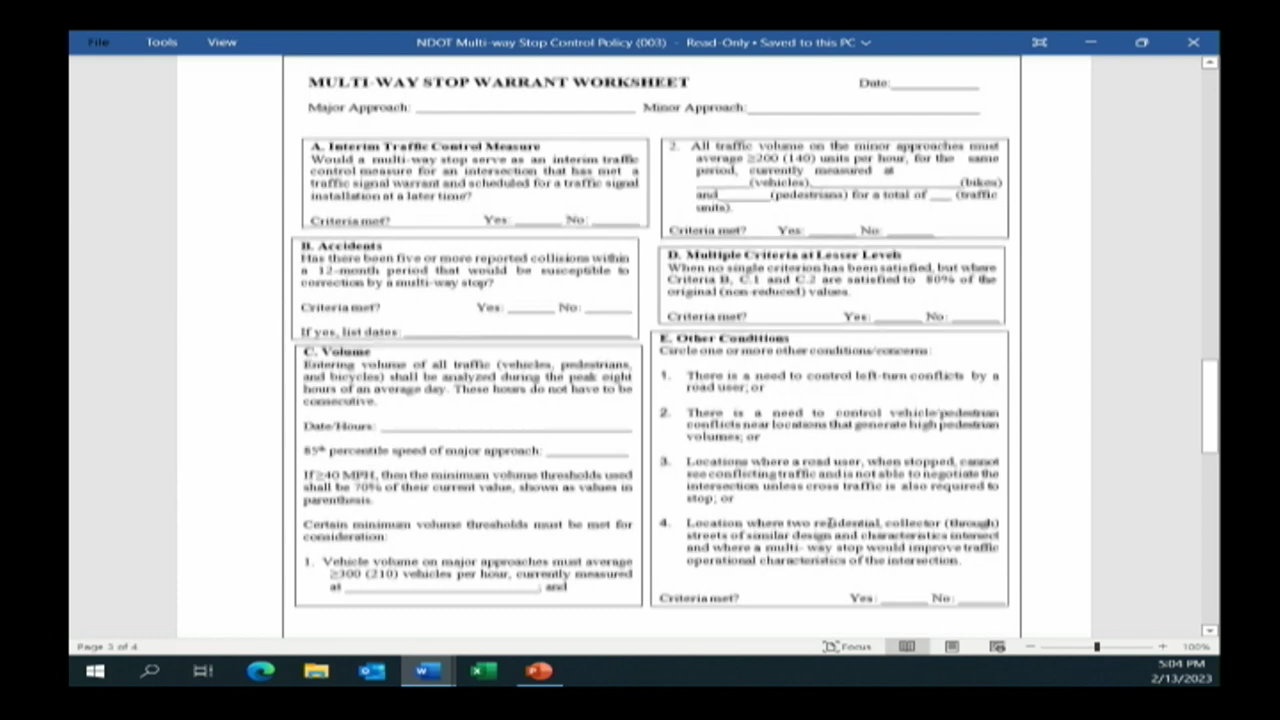 File Tools View NDOT Multi-way Stop Control Policy (003) - Read-Only • Saved to this PC
MULTI-WAY STOP WARRANT WORKSHEET Date:
Major Approach: Minor Approach:
A. Interim Traffic Control Measure
Would a multi-way stop serve as an interim traffic
control measure for an intersection that has met a
traffic signal warrant and scheduled for a traffic signal
installation at a later time?
Criteria met? Yes: No:
B. Accidents
Has there been five or more reported collisions within
a 12-month period that would be susceptible to
correction by a multi-way stop?
Criteria met? Yes: No:
If yes, list dates:
C. Volume
Entering volume of all traffic (vehicles, pedestrians,
and bicycles) shall be analyzed during the peak eight
hours of an average day. These hours do not have to be
consecutive.
Date/Hours:
85th percentile speed of major approach:
If ≥40 MPH, then the minimum volume thresholds used
shall be 70% of their current value, shown as values in
parenthesis.
Certain minimum volume thresholds must be met for
consideration:
1. Vehicle volume on major approaches must average
≥300 (210) vehicles per hour, currently measured
at ; and
2. All traffic volume on the minor approaches must
average ≥200 (140) units per hour, for the same
period, currently measured at
(vehicles), (bikes)
and (pedestrians) for a total of (traffic
units).
Criteria met? Yes: No:
D. Multiple Criteria at Lesser Levels
When no single criterion has been satisfied, but where
Criteria B, C.1 and C.2 are satisfied to 80% of the
original (non-reduced) values.
Criteria met? Yes: No:
E. Other Conditions
Circle one or more other conditions/concerns:
1. There is a need to control left-turn conflicts by a
road user; or
2. There is a need to control vehicle/pedestrian
conflicts near locations that generate high pedestrian
volumes; or
3. Locations where a road user, when stopped, cannot
see conflicting traffic and is not able to negotiate the
intersection unless cross traffic is also required to
stop; or
4. Location where two residential, collector (through)
streets of similar design and characteristics intersect
and where a multi- way stop would improve traffic
operational characteristics of the intersection.
Criteria met? Yes: No:
Page 3 of 4 Focus 100%
5:04 PM
2/13/2023